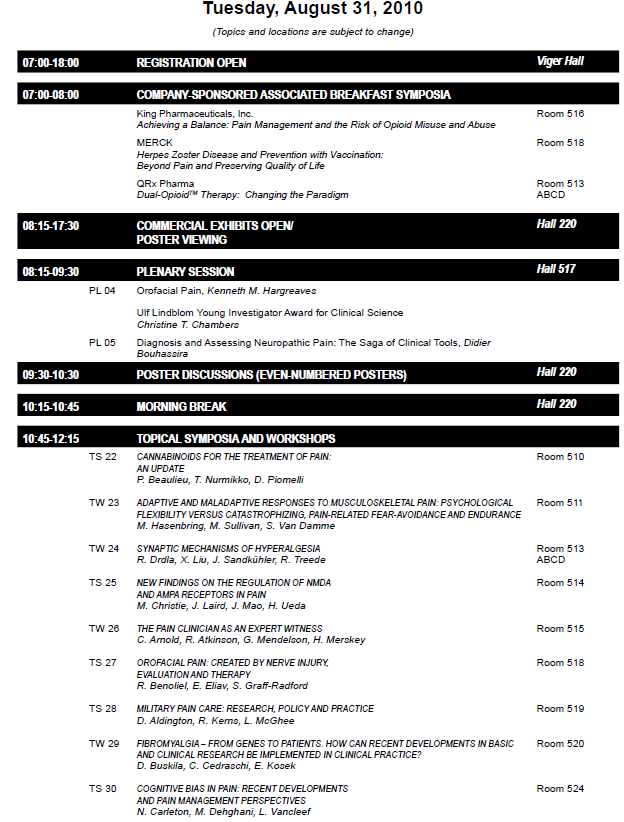 Tuesday, August 31, 2010
(Topics and locations are subject to change)
07:00-18:00 REGISTRATION OPEN Viger Hall
07:00-08:00 COMPANY-SPONSORED ASSOCIATED BREAKFAST SYMPOSIA
King Pharmaceuticals, Inc. Room 516
Achieving a Balance: Pain Management and the Risk of Opioid Misuse and Abuse
MERCK Room 518
Herpes Zoster Disease and Prevention with Vaccination:
Beyond Pain and Preserving Quality of Life
QRx Pharma Room 513
Dual-Opioid™ Therapy: Changing the Paradigm ABCD
08:15-17:30 COMMERCIAL EXHIBITS OPEN/ Hall 220
POSTER VIEWING
08:15-09:30 PLENARY SESSION Hall 517
PL 04 Orofacial Pain, Kenneth M. Hargreaves
Ulf Lindblom Young Investigator Award for Clinical Science
Christine T. Chambers
PL 05 Diagnosis and Assessing Neuropathic Pain: The Saga of Clinical Tools, Didier
Bouhassira
09:30-10:30 POSTER DISCUSSIONS (EVEN-NUMBERED POSTERS) Hall 220
10:15-10:45 MORNING BREAK Hall 220
10:45-12:15 TOPICAL SYMPOSIA AND WORKSHOPS
TS 22 CANNABINOIDS FOR THE TREATMENT OF PAIN: Room 510
AN UPDATE
P. Beaulieu, T. Nurmikko, D. Piomelli
TW 23 ADAPTIVE AND MALADAPTIVE RESPONSES TO MUSCULOSKELETAL PAIN: PSYCHOLOGICAL Room 511
FLEXIBILITY VERSUS CATASTROPHIZING, PAIN-RELATED FEAR-AVOIDANCE AND ENDURANCE
M. Hasenbring, M. Sullivan, S. Van Damme
TW 24 SYNAPTIC MECHANISMS OF HYPERALGESIA Room 513
R. Drdla, X. Liu, J. Sandkühler, R. Treede ABCD
TS 25 NEW FINDINGS ON THE REGULATION OF NMDA Room 514
AND AMPA RECEPTORS IN PAIN
M. Christie, J. Laird, J. Mao, H. Ueda
TW 26 THE PAIN CLINICIAN AS AN EXPERT WITNESS Room 515
C. Arnold, R. Atkinson, G. Mendelson, H. Merskey
TS 27 OROFACIAL PAIN: CREATED BY NERVE INJURY, Room 518
EVALUATION AND THERAPY
R. Benoliel, E. Eliav, S. Graff-Radford
TS 28 MILITARY PAIN CARE: RESEARCH, POLICY AND PRACTICE Room 519
D. Aldington, R. Kerns, L. McGhee
TW 29 FIBROMYALGIA – FROM GENES TO PATIENTS. HOW CAN RECENT DEVELOPMENTS IN BASIC Room 520
AND CLINICAL RESEARCH BE IMPLEMENTED IN CLINICAL PRACTICE?
D. Buskila, C. Cedraschi, E. Kosek
TS 30 COGNITIVE BIAS IN PAIN: RECENT DEVELOPMENTS Room 524
AND PAIN MANAGEMENT PERSPECTIVES
N. Carleton, M. Dehghani, L. Vancleef